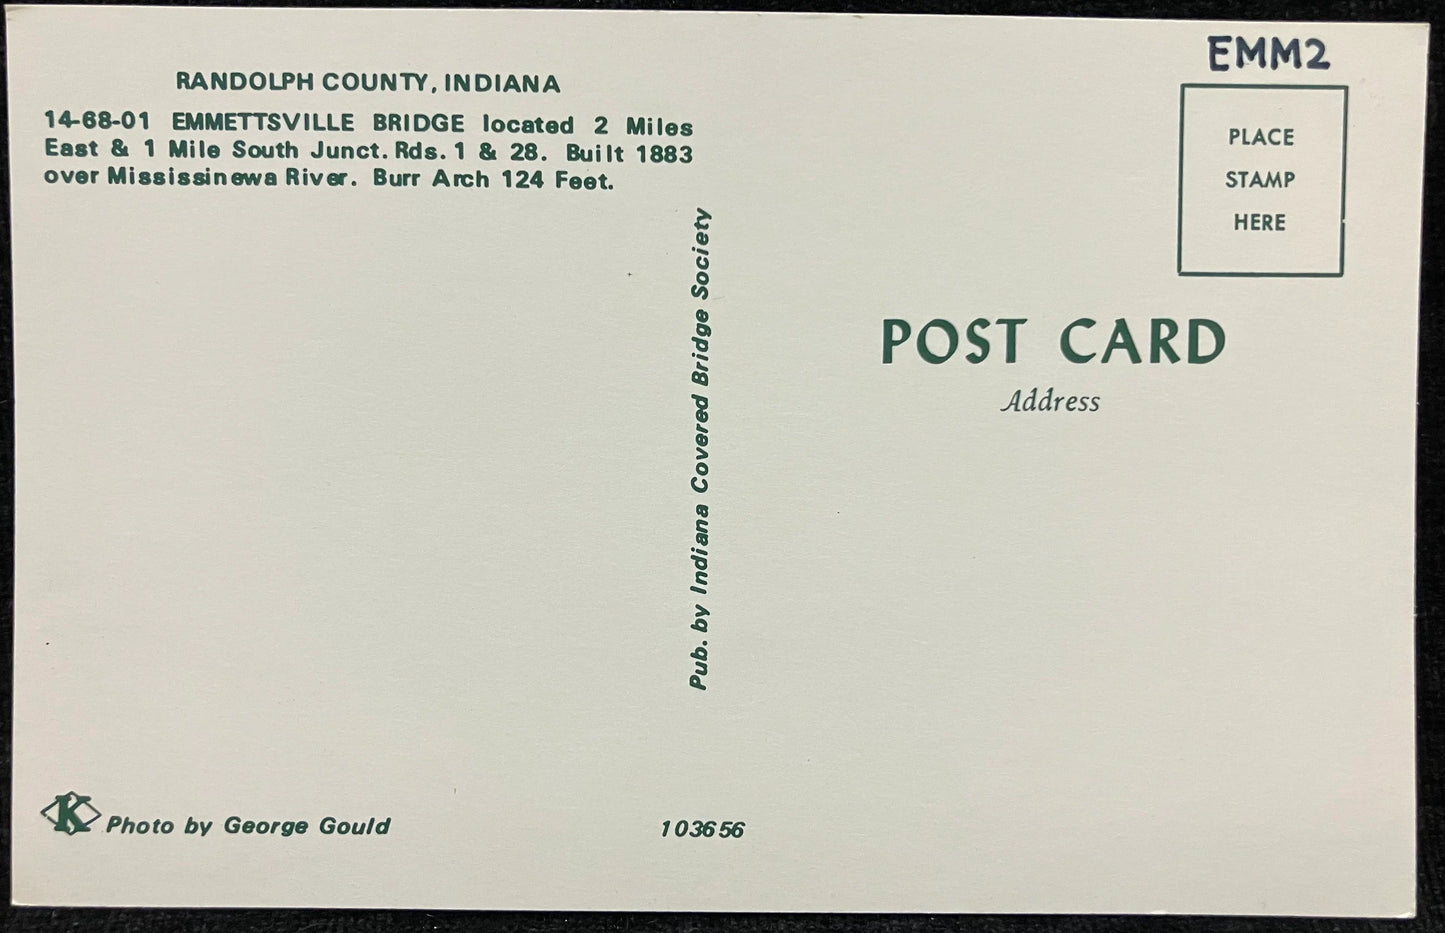 EMM2
RANDOLPH COUNTY, INDIANA
14-68-01 EMMETTSVILLE BRIDGE located 2 Miles
East & 1 Mile South Junct. Rds. 1 & 28. Built 1883
over Mississinewa River. Burr Arch 124 Feet.
PLACE
STAMP
HERE
Pub. by Indiana Covered Bridge Society
POST CARD
Address
K Photo by George Gould
103656